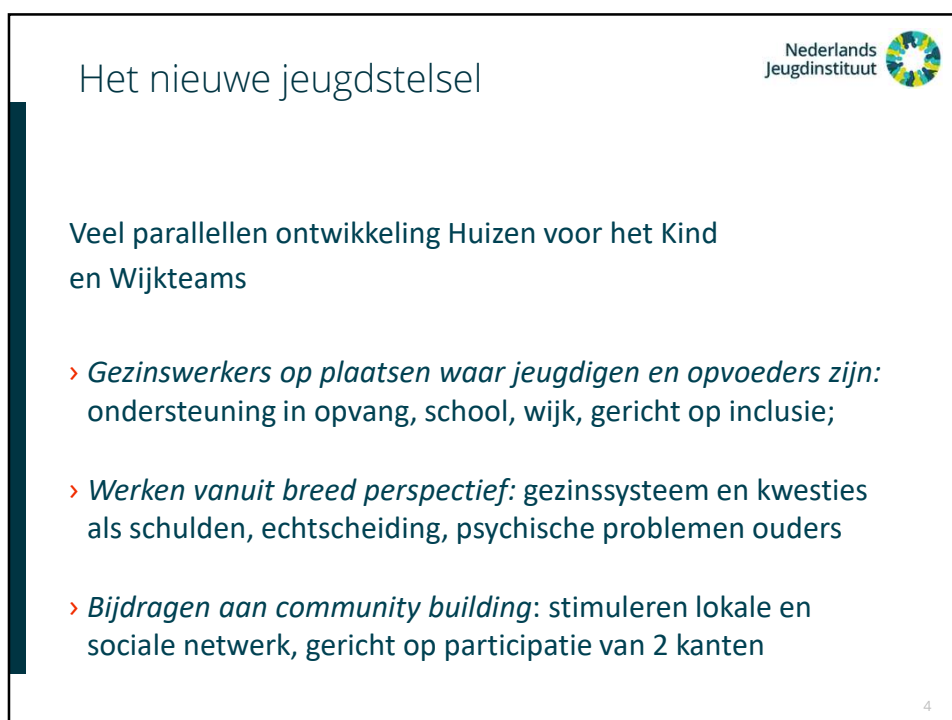 Het nieuwe jeugdstelsel
Nederlands
Jeugdinstituut
Veel parallellen ontwikkeling Huizen voor het Kind
en Wijkteams
› Gezinswerkers op plaatsen waar jeugdigen en opvoeders zijn:
ondersteuning in opvang, school, wijk, gericht op inclusie;
› Werken vanuit breed perspectief: gezinssysteem en kwesties
als schulden, echtscheiding, psychische problemen ouders
› Bijdragen aan community building: stimuleren lokale en
sociale netwerk, gericht op participatie van 2 kanten
4